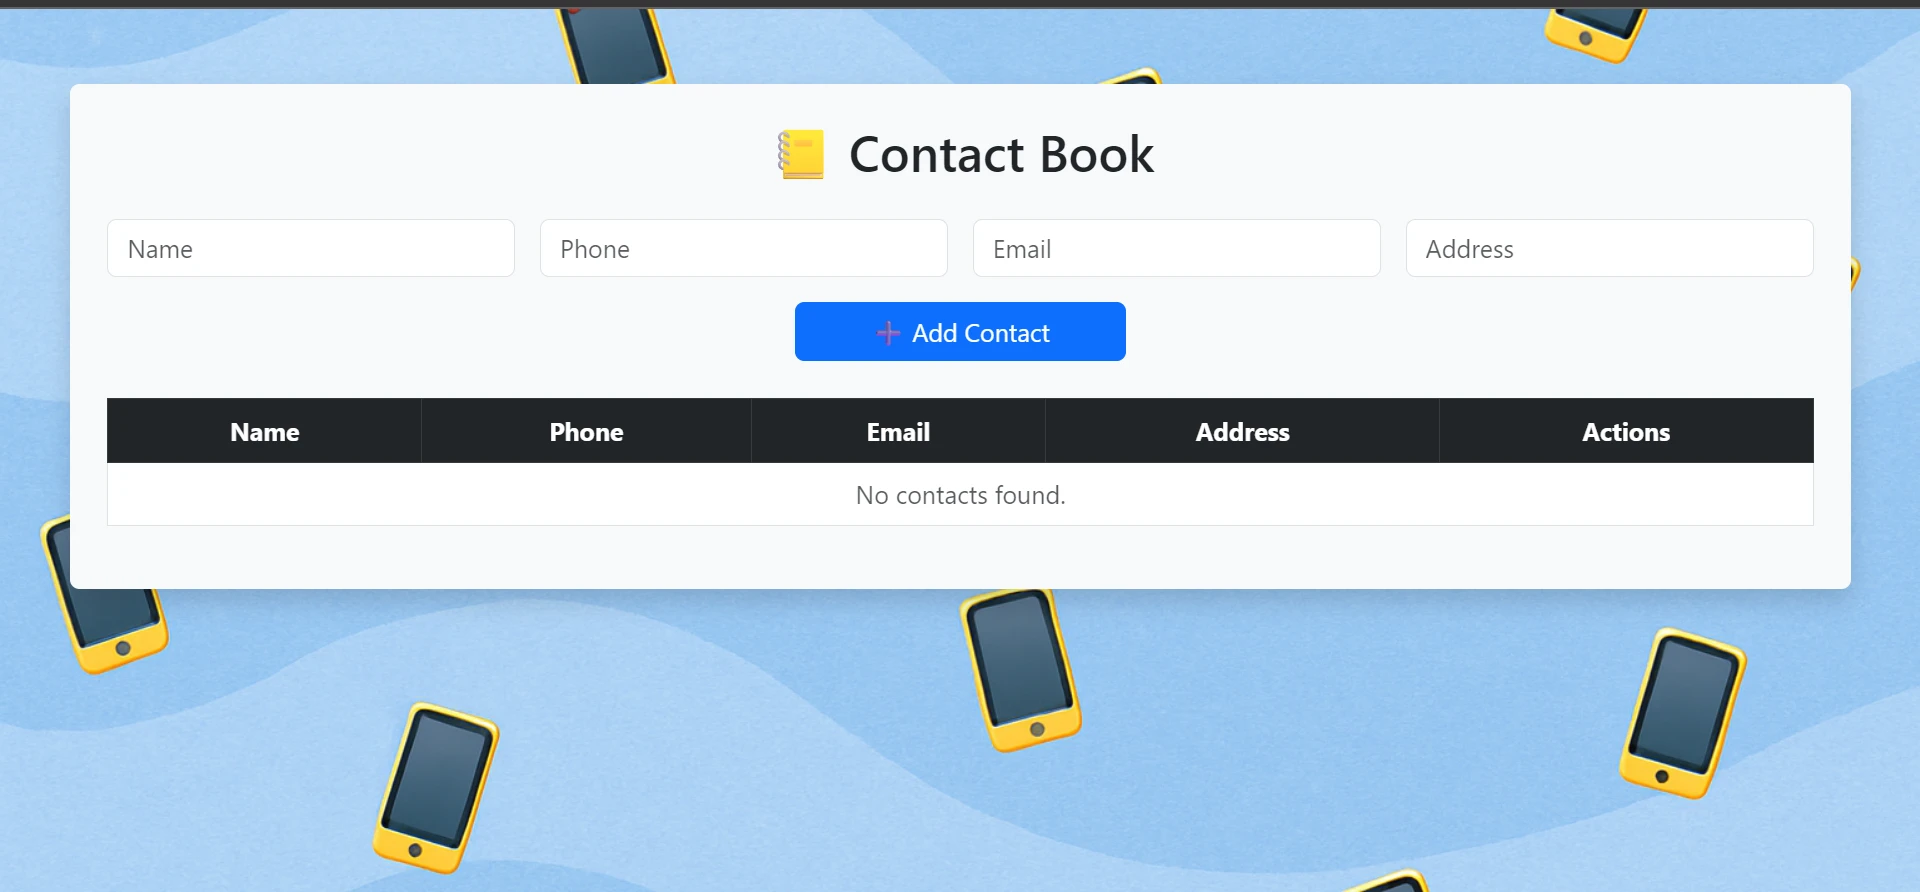 📒 Contact Book
Name Phone Email Address
➕ Add Contact
Name Phone Email Address Actions
No contacts found.